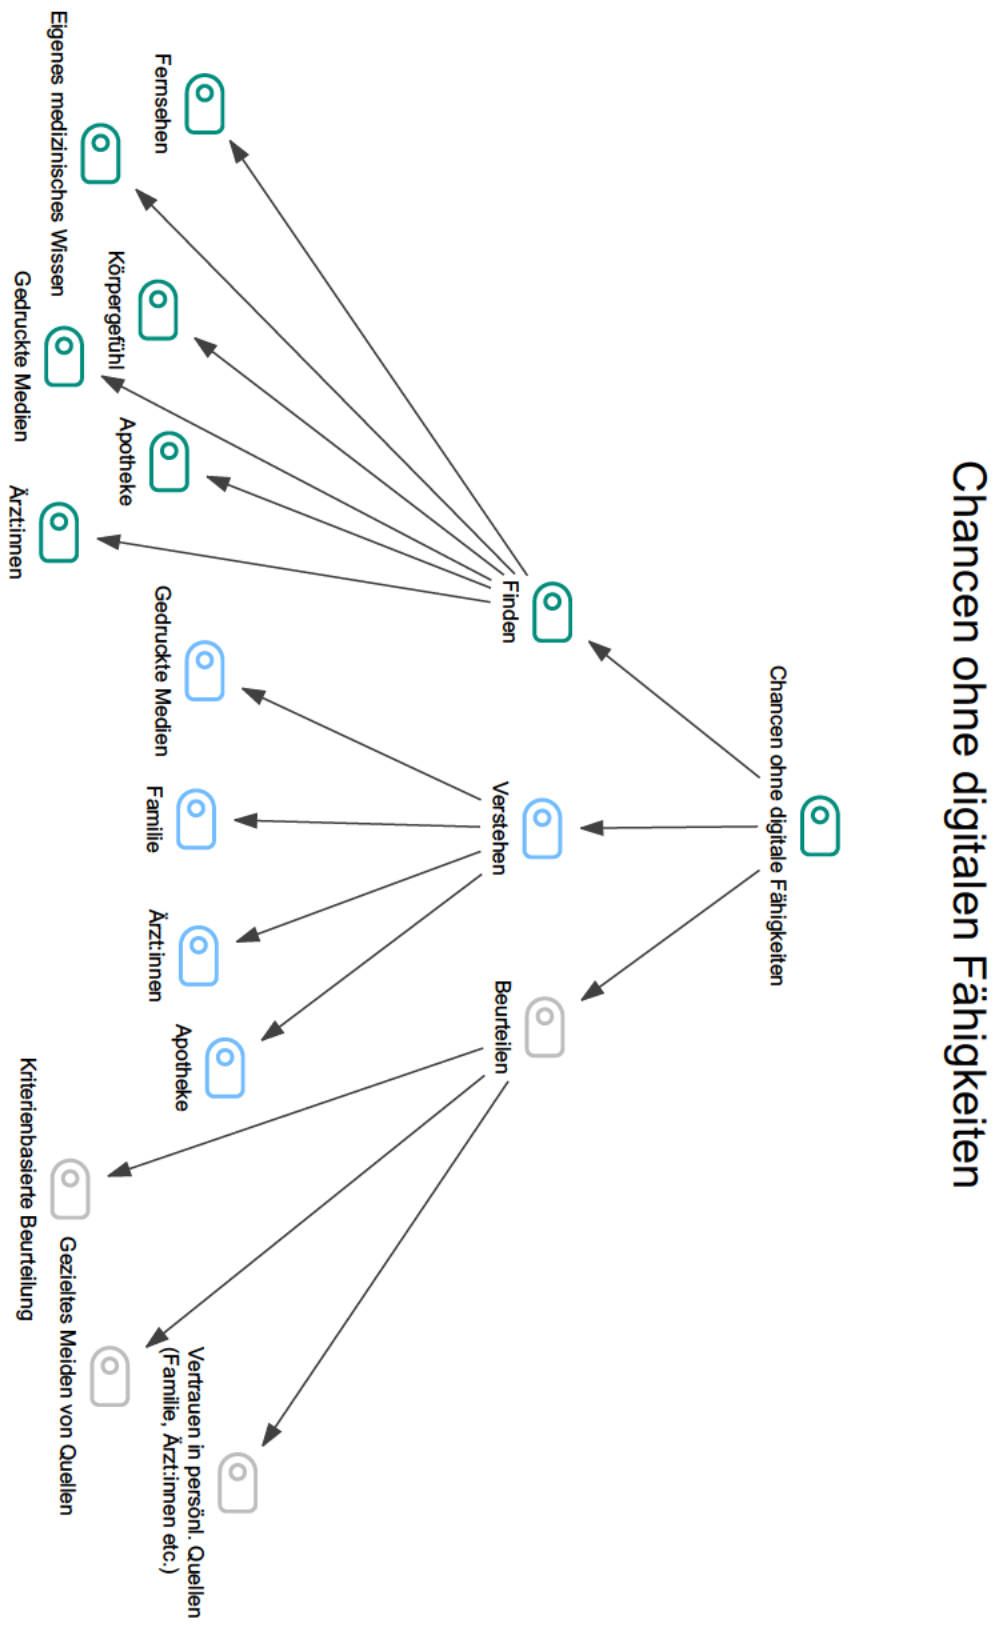 Chancen ohne digitalen Fähigkeiten
Chancen ohne digitale Fähigkeiten
Finden
Verstehen
Beurteilen
Fernsehen
Eigenes medizinisches Wissen
Körpergefühl
Gedruckte Medien
Apotheke
Ärzt:innen
Gedruckte Medien
Familie
Ärzt:innen
Apotheke
Kriterienbasierte Beurteilung
Gezieltes Meiden von Quellen
Vertrauen in persönl. Quellen
(Familie, Ärzt:innen etc.)